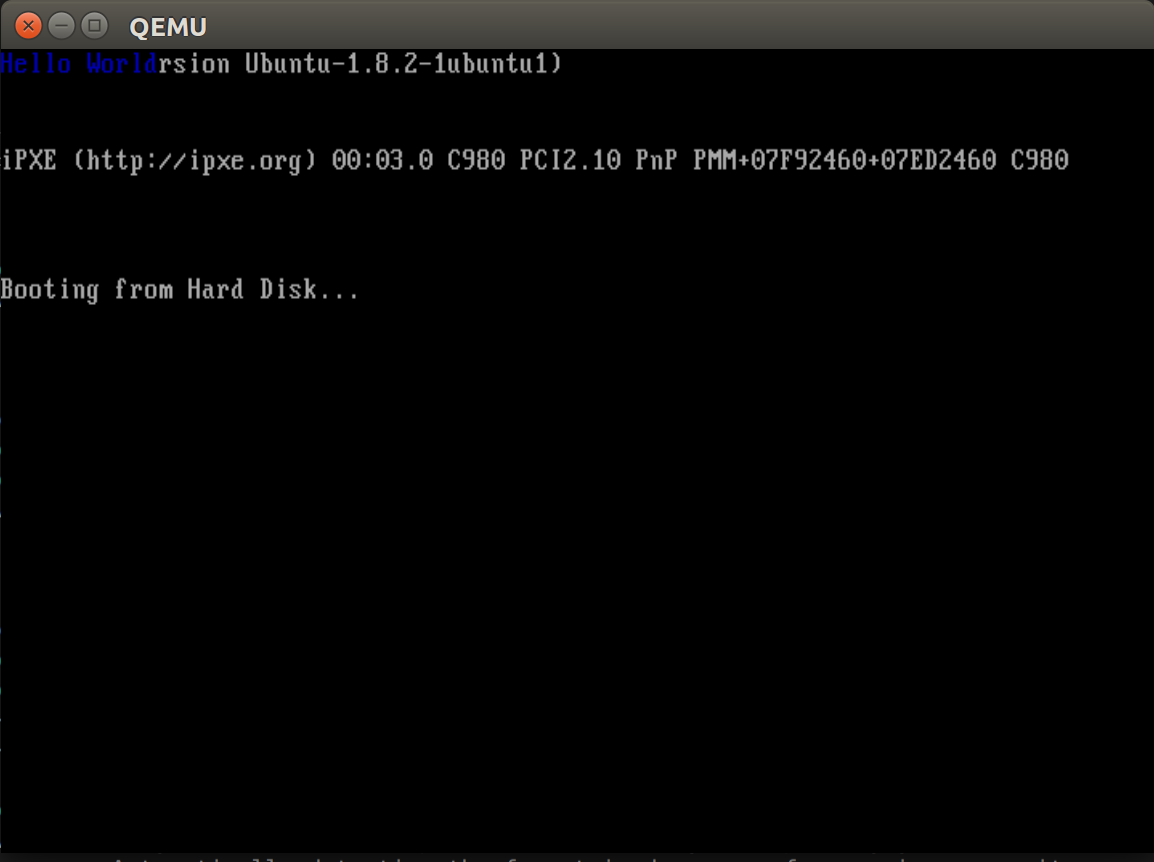 QEMU
Hello Worldrsion Ubuntu-1.8.2-1ubuntu1)
iPXE (http://ipxe.org) 00:03.0 C980 PCI2.10 PnP PMM+07F92460+07ED2460 C980
Booting from Hard Disk...